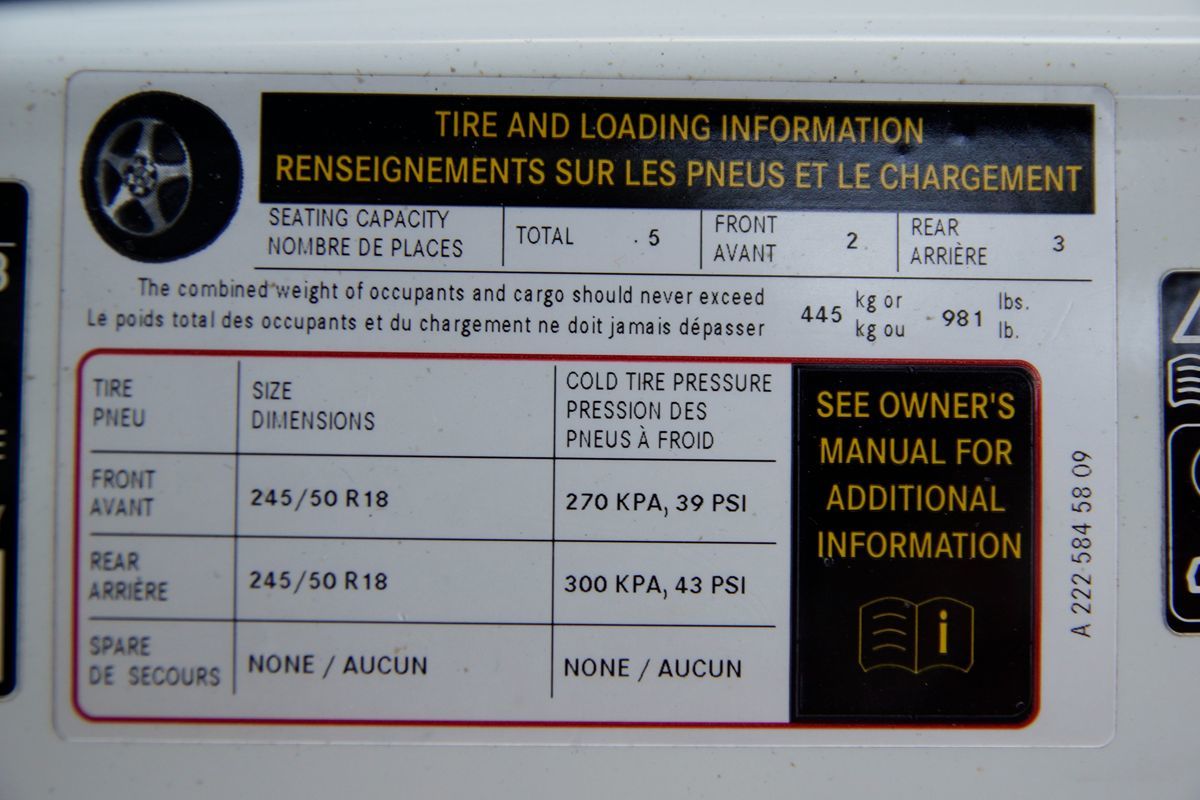 TIRE AND LOADING INFORMATION
RENSEIGNEMENTS SUR LES PNEUS ET LE CHARGEMENT
SEATING CAPACITY
NOMBRE DE PLACES
TOTAL 5
FRONT
AVANT
2
REAR
ARRIÈRE
3
The combined weight of occupants and cargo should never exceed
Le poids total des occupants et du chargement ne doit jamais dépasser
445
kg or
kg ou
981
lbs.
lb.
TIRE
PNEU
SIZE
DIMENSIONS
COLD TIRE PRESSURE
PRESSION DES
PNEUS À FROID
FRONT
AVANT
245/50 R18
270 KPA, 39 PSI
REAR
ARRIÈRE
245/50 R18
300 KPA, 43 PSI
SPARE
DE SECOURS
NONE / AUCUN
NONE / AUCUN
SEE OWNER'S
MANUAL FOR
ADDITIONAL
INFORMATION
i
A 222 584 58 09